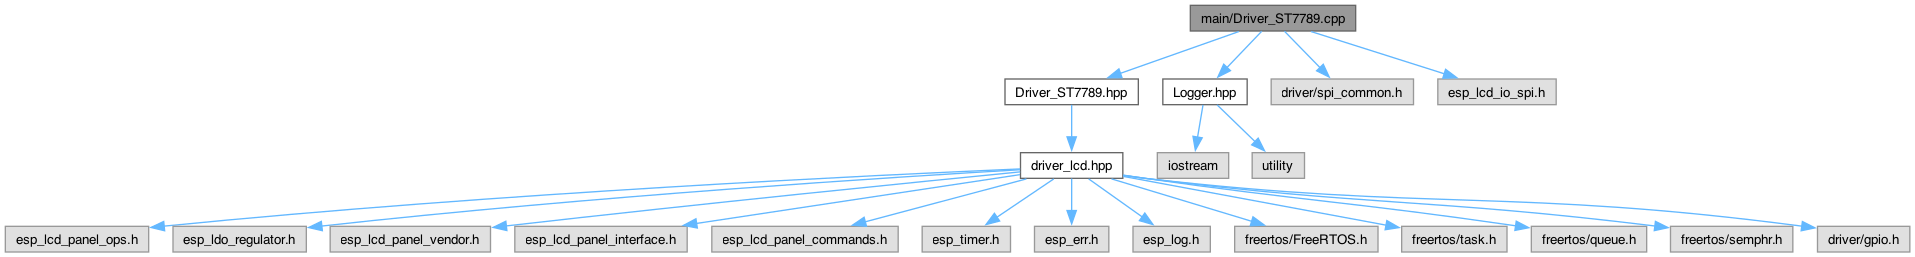 main/Driver_ST7789.cpp
Driver_ST7789.hpp
Logger.hpp
driver/spi_common.h
esp_lcd_io_spi.h
driver_lcd.hpp
iostream
utility
esp_lcd_panel_ops.h
esp_ldo_regulator.h
esp_lcd_panel_vendor.h
esp_lcd_panel_interface.h
esp_lcd_panel_commands.h
esp_timer.h
esp_err.h
esp_log.h
freertos/FreeRTOS.h
freertos/task.h
freertos/queue.h
freertos/semphr.h
driver/gpio.h